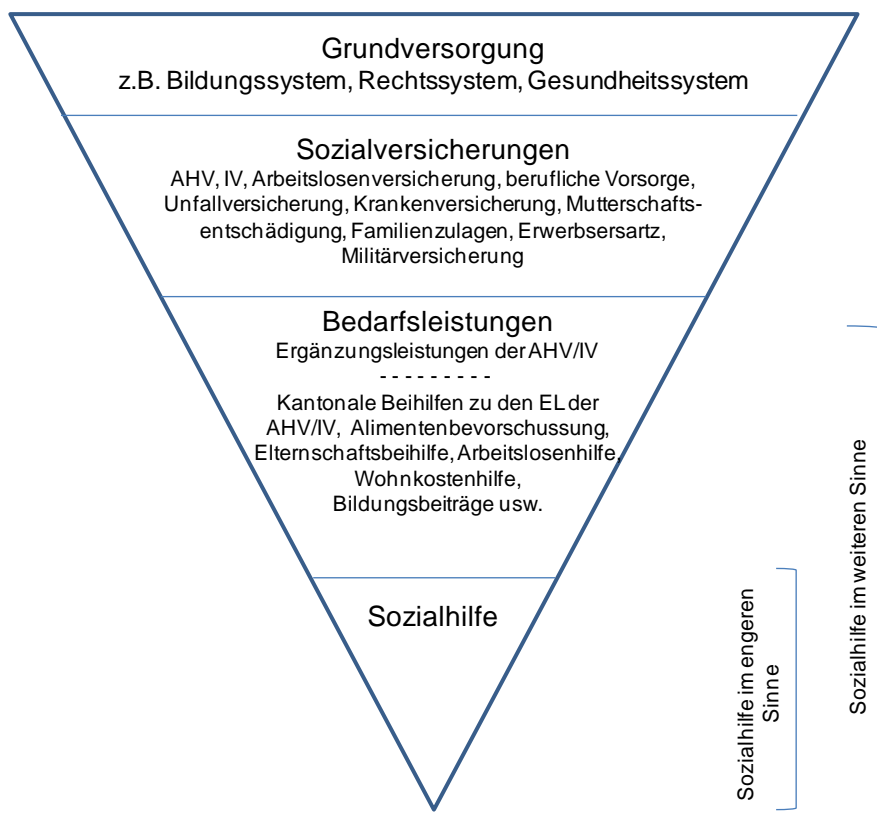 Grundversorgung
z.B. Bildungssystem, Rechtssystem, Gesundheitssystem
Sozialversicherungen
AHV, IV, Arbeitslosenversicherung, berufliche Vorsorge,
Unfallversicherung, Krankenversicherung, Mutterschafts-
entschädigung, Familienzulagen, Erwerbsersartz,
Militärversicherung
Bedarfsleistungen
Ergänzungsleistungen der AHV/IV
- - - - - - - - -
Kantonale Beihilfen zu den EL der
AHV/IV, Alimentenbevorschussung,
Elternschaftsbeihilfe, Arbeitslosenhilfe,
Wohnkostenhilfe,
Bildungsbeiträge usw.
Sozialhilfe
Sozialhilfe im engeren
Sinne
Sozialhilfe im weiteren Sinne